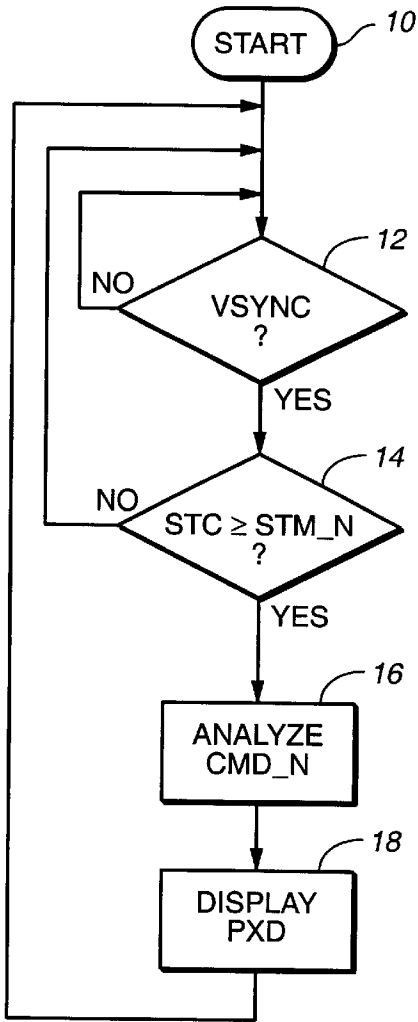 START
10
12
NO
VSYNC
?
YES
14
NO
STC ≥ STM_N
?
YES
16
ANALYZE
CMD_N
18
DISPLAY
PXD